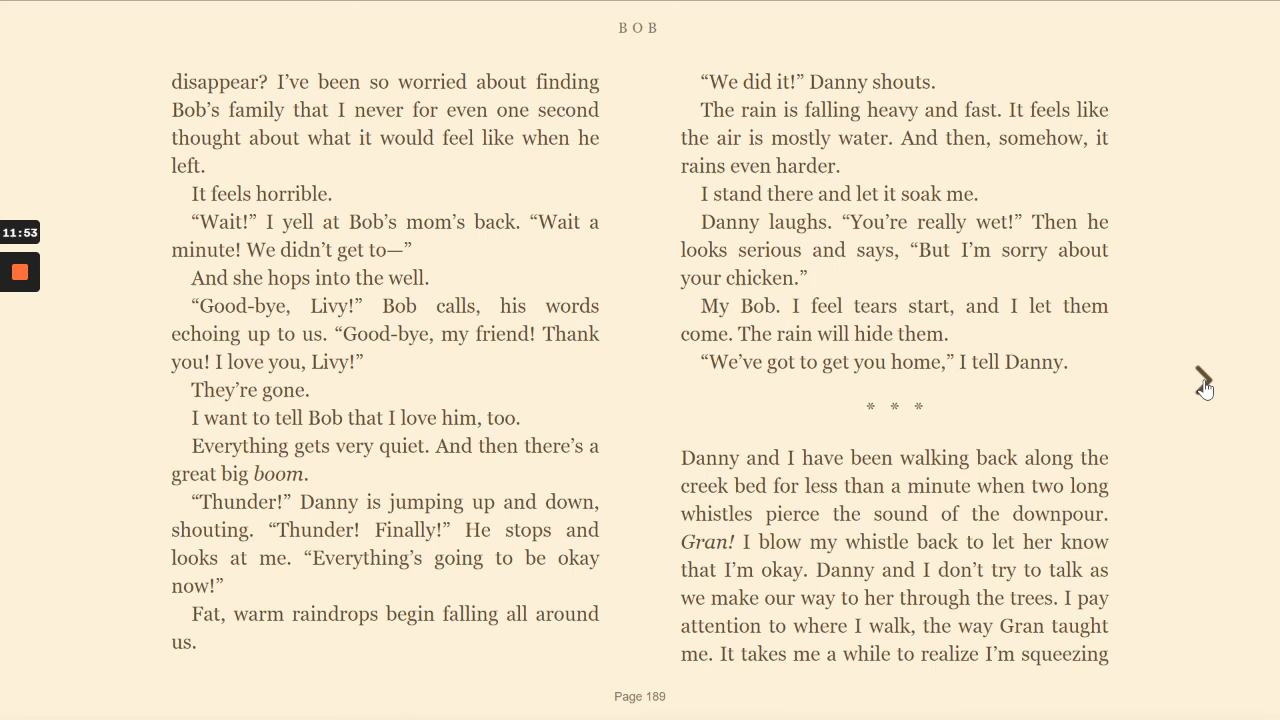 BOB
disappear? I’ve been so worried about finding
Bob’s family that I never for even one second
thought about what it would feel like when he
left.
It feels horrible.
“Wait!” I yell at Bob’s mom’s back. “Wait a
minute! We didn’t get to—”
And she hops into the well.
“Good-bye, Livy!” Bob calls, his words
echoing up to us. “Good-bye, my friend! Thank
you! I love you, Livy!”
They’re gone.
I want to tell Bob that I love him, too.
Everything gets very quiet. And then there’s a
great big boom.
“Thunder!” Danny is jumping up and down,
shouting. “Thunder! Finally!” He stops and
looks at me. “Everything’s going to be okay
now!”
Fat, warm raindrops begin falling all around
us.
“We did it!” Danny shouts.
The rain is falling heavy and fast. It feels like
the air is mostly water. And then, somehow, it
rains even harder.
I stand there and let it soak me.
Danny laughs. “You’re really wet!” Then he
looks serious and says, “But I’m sorry about
your chicken.”
My Bob. I feel tears start, and I let them
come. The rain will hide them.
“We’ve got to get you home,” I tell Danny.
* * *
Danny and I have been walking back along the
creek bed for less than a minute when two long
whistles pierce the sound of the downpour.
Gran! I blow my whistle back to let her know
that I’m okay. Danny and I don’t try to talk as
we make our way to her through the trees. I pay
attention to where I walk, the way Gran taught
me. It takes me a while to realize I’m squeezing
11:53
Page 189